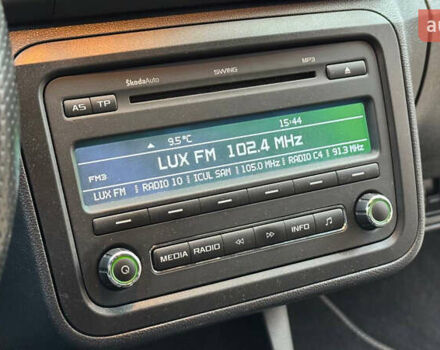 ŠkodaAuto SWING MP3
AS TP
15:44
9.5°C
LUX FM 102.4 MHz
FM3
LUX FM RADIO 10 ICUL SAM 105.0 MHz RADIO C4 91.3 MHz
MEDIA RADIO INFO